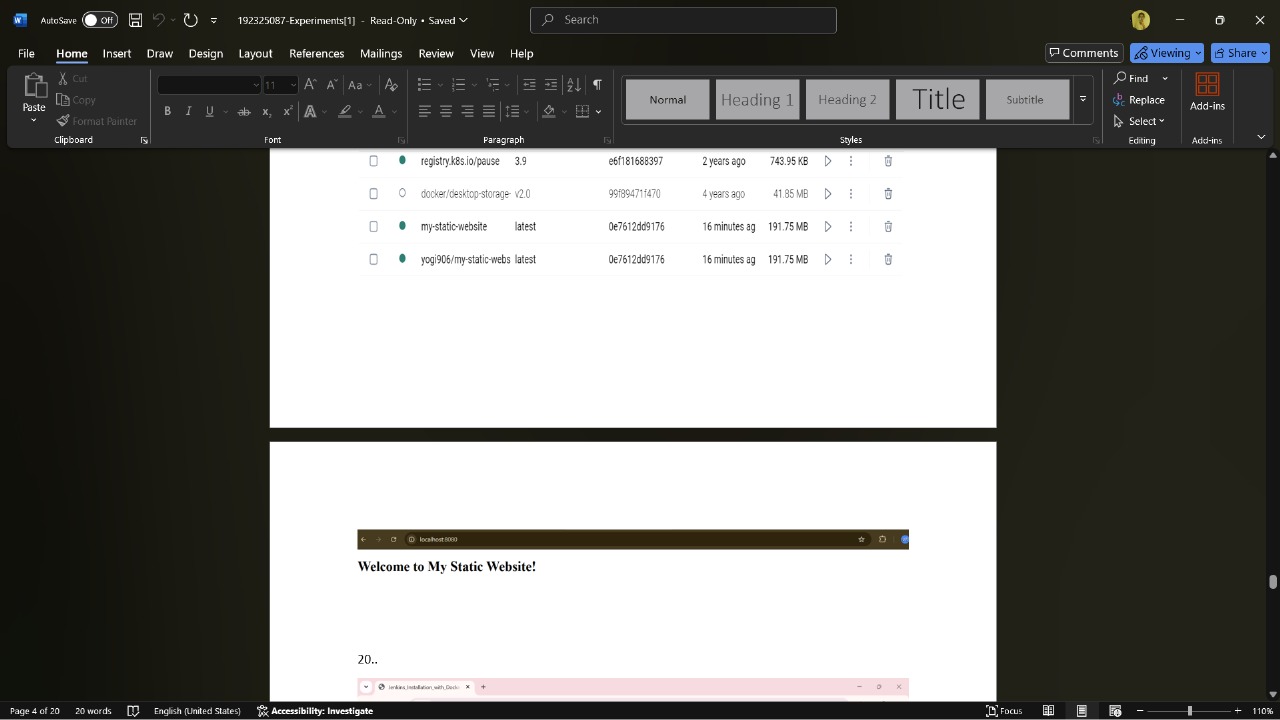 AutoSave Off 192325087-Experiments[1] - Read-Only • Saved Search
File Home Insert Draw Design Layout References Mailings Review View Help Comments Viewing Share
Paste Cut Copy Format Painter
11 Aa
B I U ab x₂ x² A A
Normal Heading 1 Heading 2 Title Subtitle
Find Replace Select Add-ins
Clipboard Font Paragraph Styles Editing Add-ins
registry.k8s.io/pause 3.9 e6f181688397 2 years ago 743.95 KB
docker/desktop-storage- v2.0 99f89471f470 4 years ago 41.85 MB
my-static-website latest 0e7612dd9176 16 minutes ag 191.75 MB
yogi906/my-static-webs latest 0e7612dd9176 16 minutes ag 191.75 MB
localhost:8080
Welcome to My Static Website!
20..
Jenkins_Installation_with_Docke
Page 4 of 20 20 words English (United States) Accessibility: Investigate Focus 110%